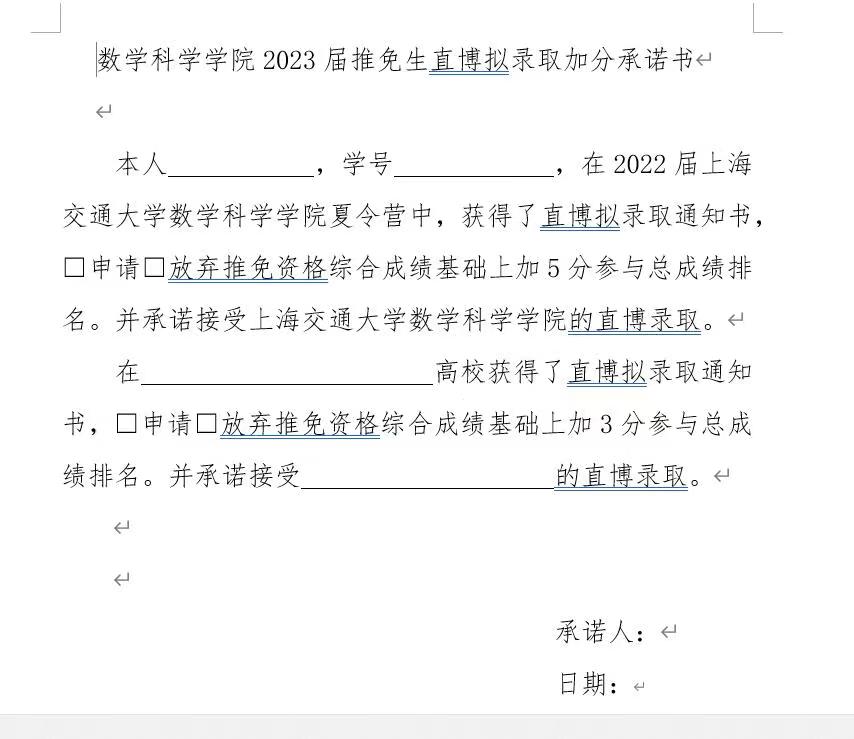 数学科学学院 2023 届推免生直博拟录取加分承诺书
本人___________，学号____________，在 2022 届上海
交通大学数学科学学院夏令营中，获得了直博拟录取通知书，
□申请□放弃推免资格综合成绩基础上加 5 分参与总成绩排
名。并承诺接受上海交通大学数学科学学院的直博录取。
在______________________高校获得了直博拟录取通知
书，□申请□放弃推免资格综合成绩基础上加 3 分参与总成
绩排名。并承诺接受___________________的直博录取。
承诺人：
日期：